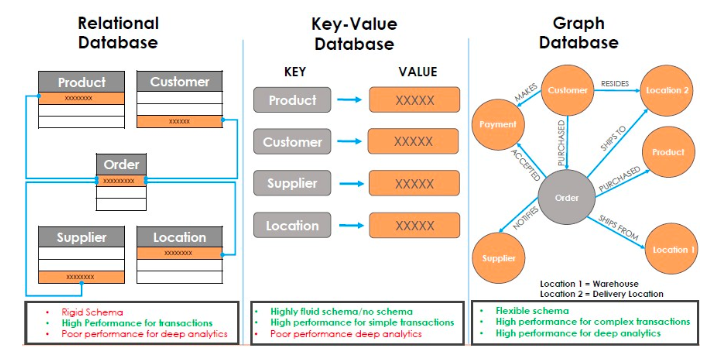 Relational
Database
Product
XXXXXXXX
Customer
XXXXXX
Order
XXXXXXXXX
Supplier
XXXXXXXX
Location
XXXXXXXX
• Rigid Schema
• High Performance for transactions
• Poor performance for deep analytics
Key-Value
Database
KEY VALUE
Product XXXXX
Customer XXXXX
Supplier XXXXX
Location XXXXX
• Highly fluid schema/no schema
• High performance for simple transactions
• Poor performance deep analytics
Graph
Database
Customer
MAKES
RESIDES
Location 2
Payment
PURCHASED
SHIPS TO
Product
ACCEPTED
PURCHASED
Order
NOTIFIES
SHIPS FROM
Supplier
Location 1
Location 1 = Warehouse
Location 2 = Delivery Location
• Flexible schema
• High performance for complex transactions
• High performance for deep analytics